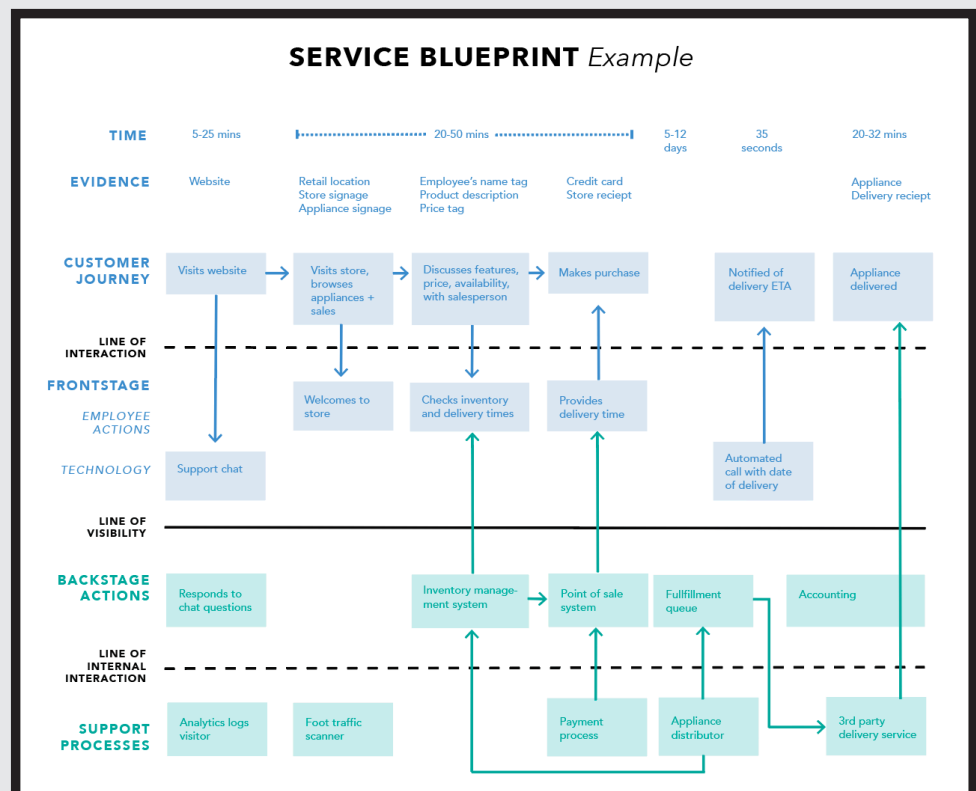 SERVICE BLUEPRINT Example
TIME
5-25 mins
20-50 mins
5-12
days
35
seconds
20-32 mins
EVIDENCE
Website
Retail location
Store signage
Appliance signage
Employee's name tag
Product description
Price tag
Credit card
Store reciept
Appliance
Delivery reciept
CUSTOMER
JOURNEY
Visits website
Visits store,
browses
appliances +
sales
Discusses features,
price, availability,
with salesperson
Makes purchase
Notified of
delivery ETA
Appliance
delivered
LINE OF
INTERACTION
FRONTSTAGE
EMPLOYEE
ACTIONS
Welcomes to
store
Checks inventory
and delivery times
Provides
delivery time
TECHNOLOGY
Support chat
Automated
call with date
of delivery
LINE OF
VISIBILITY
BACKSTAGE
ACTIONS
Responds to
chat questions
Inventory manage-
ment system
Point of sale
system
Fullfillment
queue
Accounting
LINE OF
INTERNAL
INTERACTION
SUPPORT
PROCESSES
Analytics logs
visitor
Foot traffic
scanner
Payment
process
Appliance
distributor
3rd party
delivery service